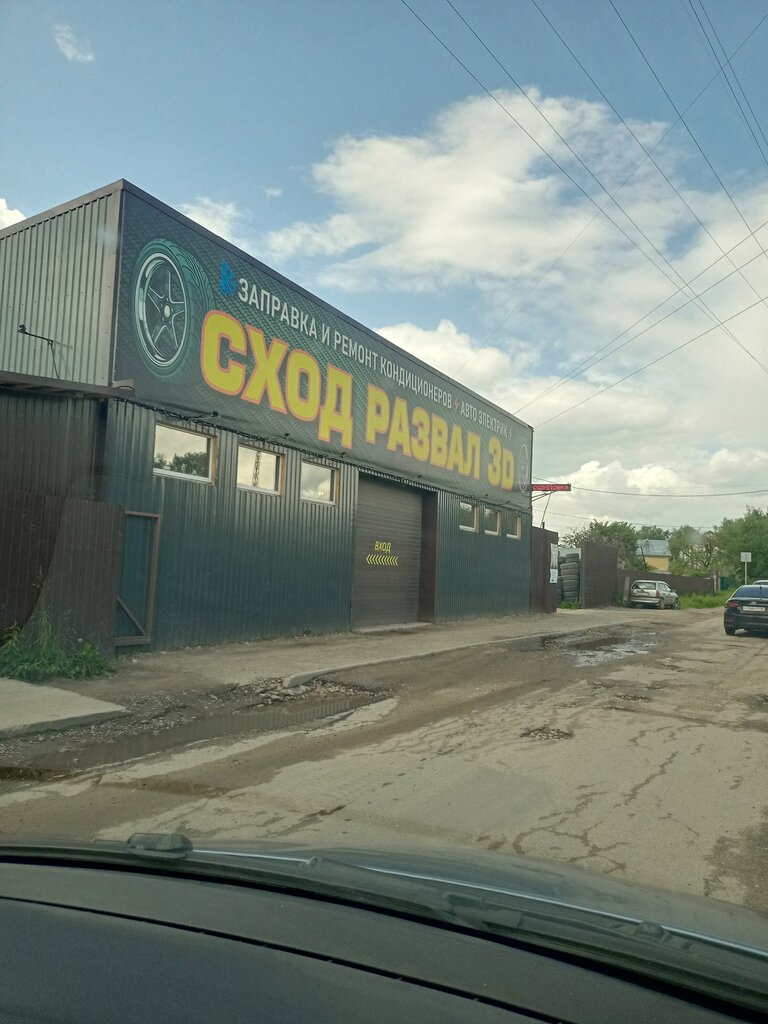 ЗАПРАВКА И РЕМОНТ КОНДИЦИОНЕРОВ АВТО ЭЛЕКТРИК
СХОД РАЗВАЛ 3D
ВХОД
<<<<<<<<<